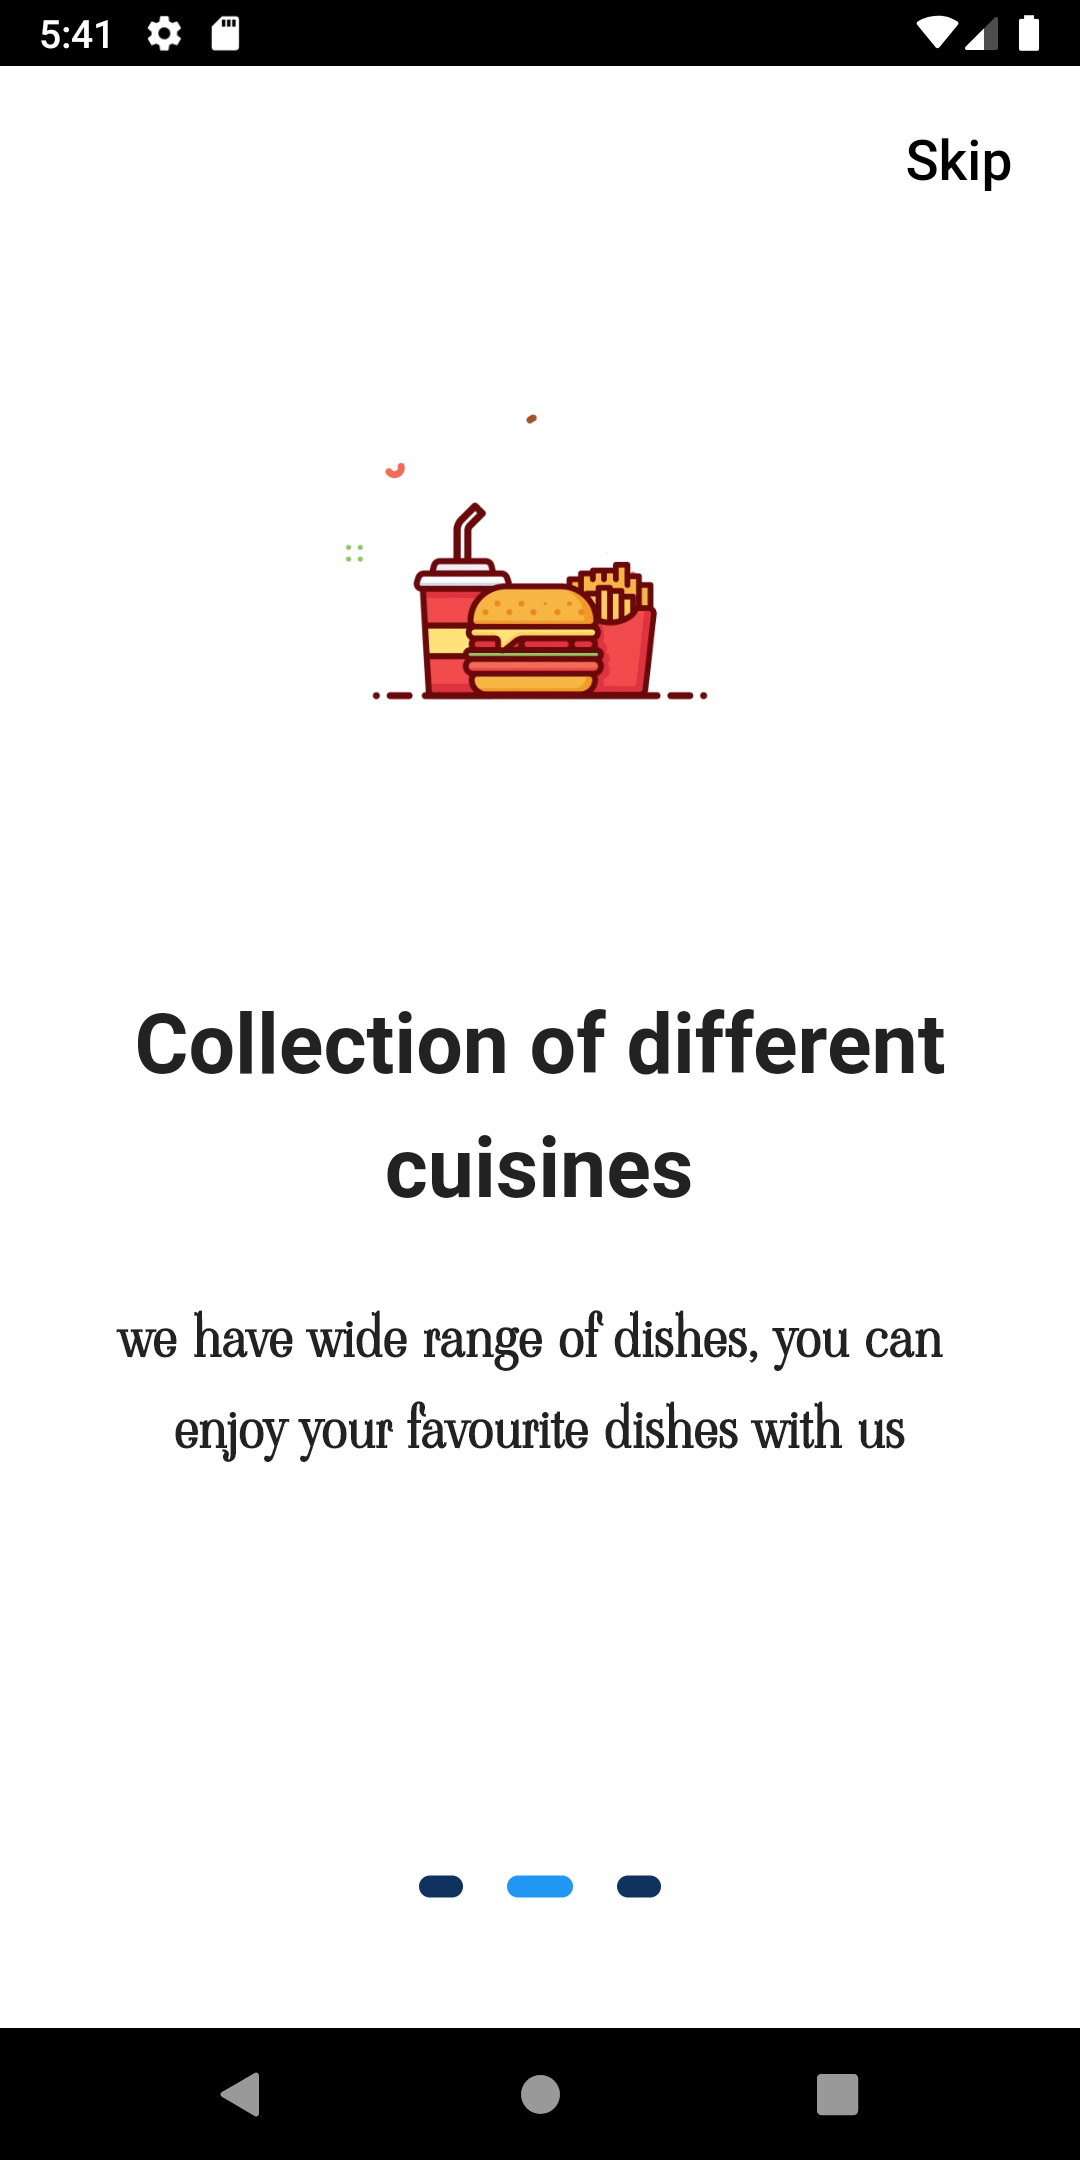 5:41
Skip
Collection of different
cuisines
we have wide range of dishes, you can
enjoy your favourite dishes with us